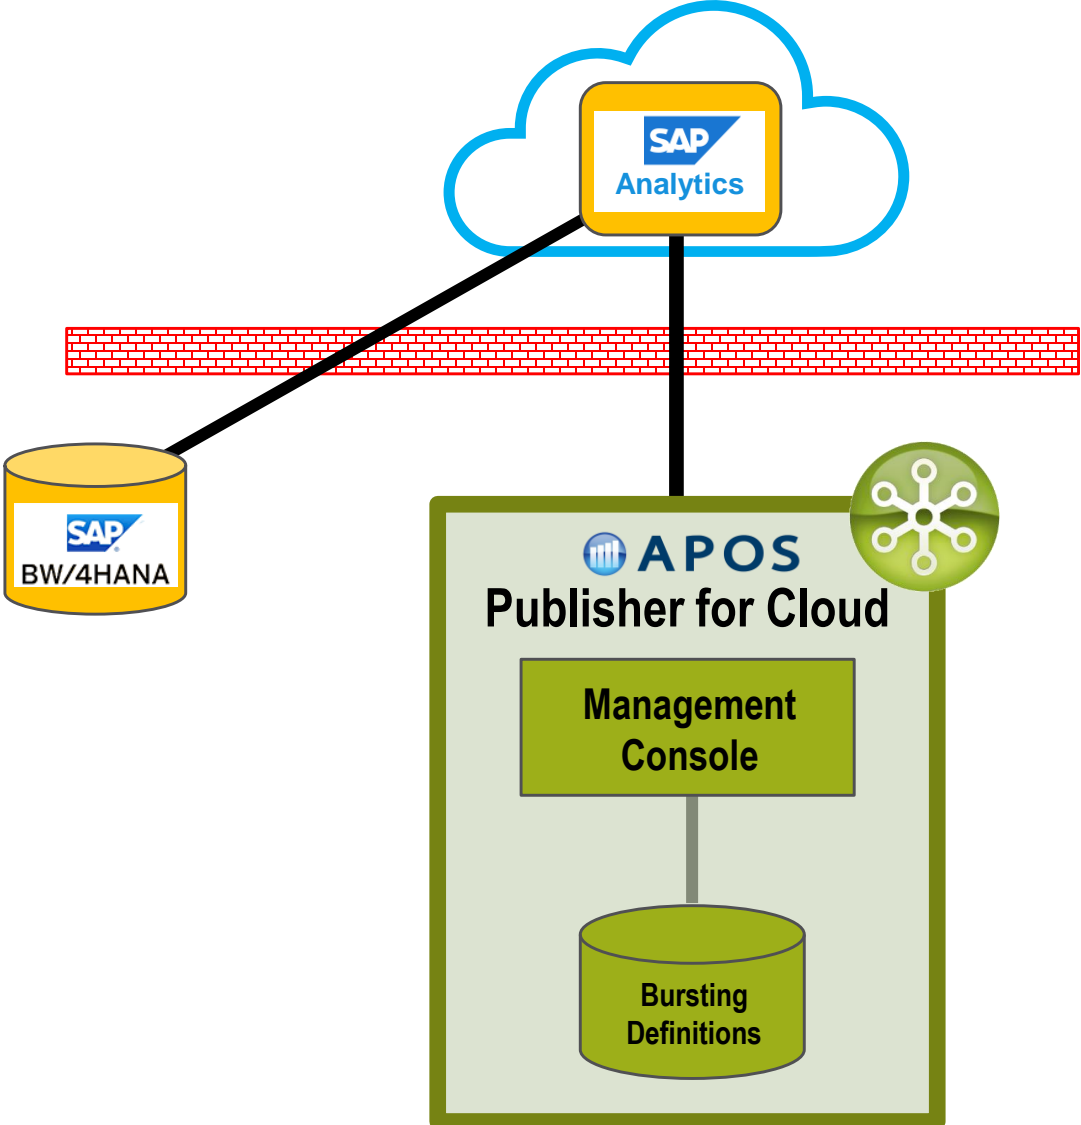 SAP
Analytics
SAP
BW/4HANA
APOS
Publisher for Cloud
Management
Console
Bursting
Definitions